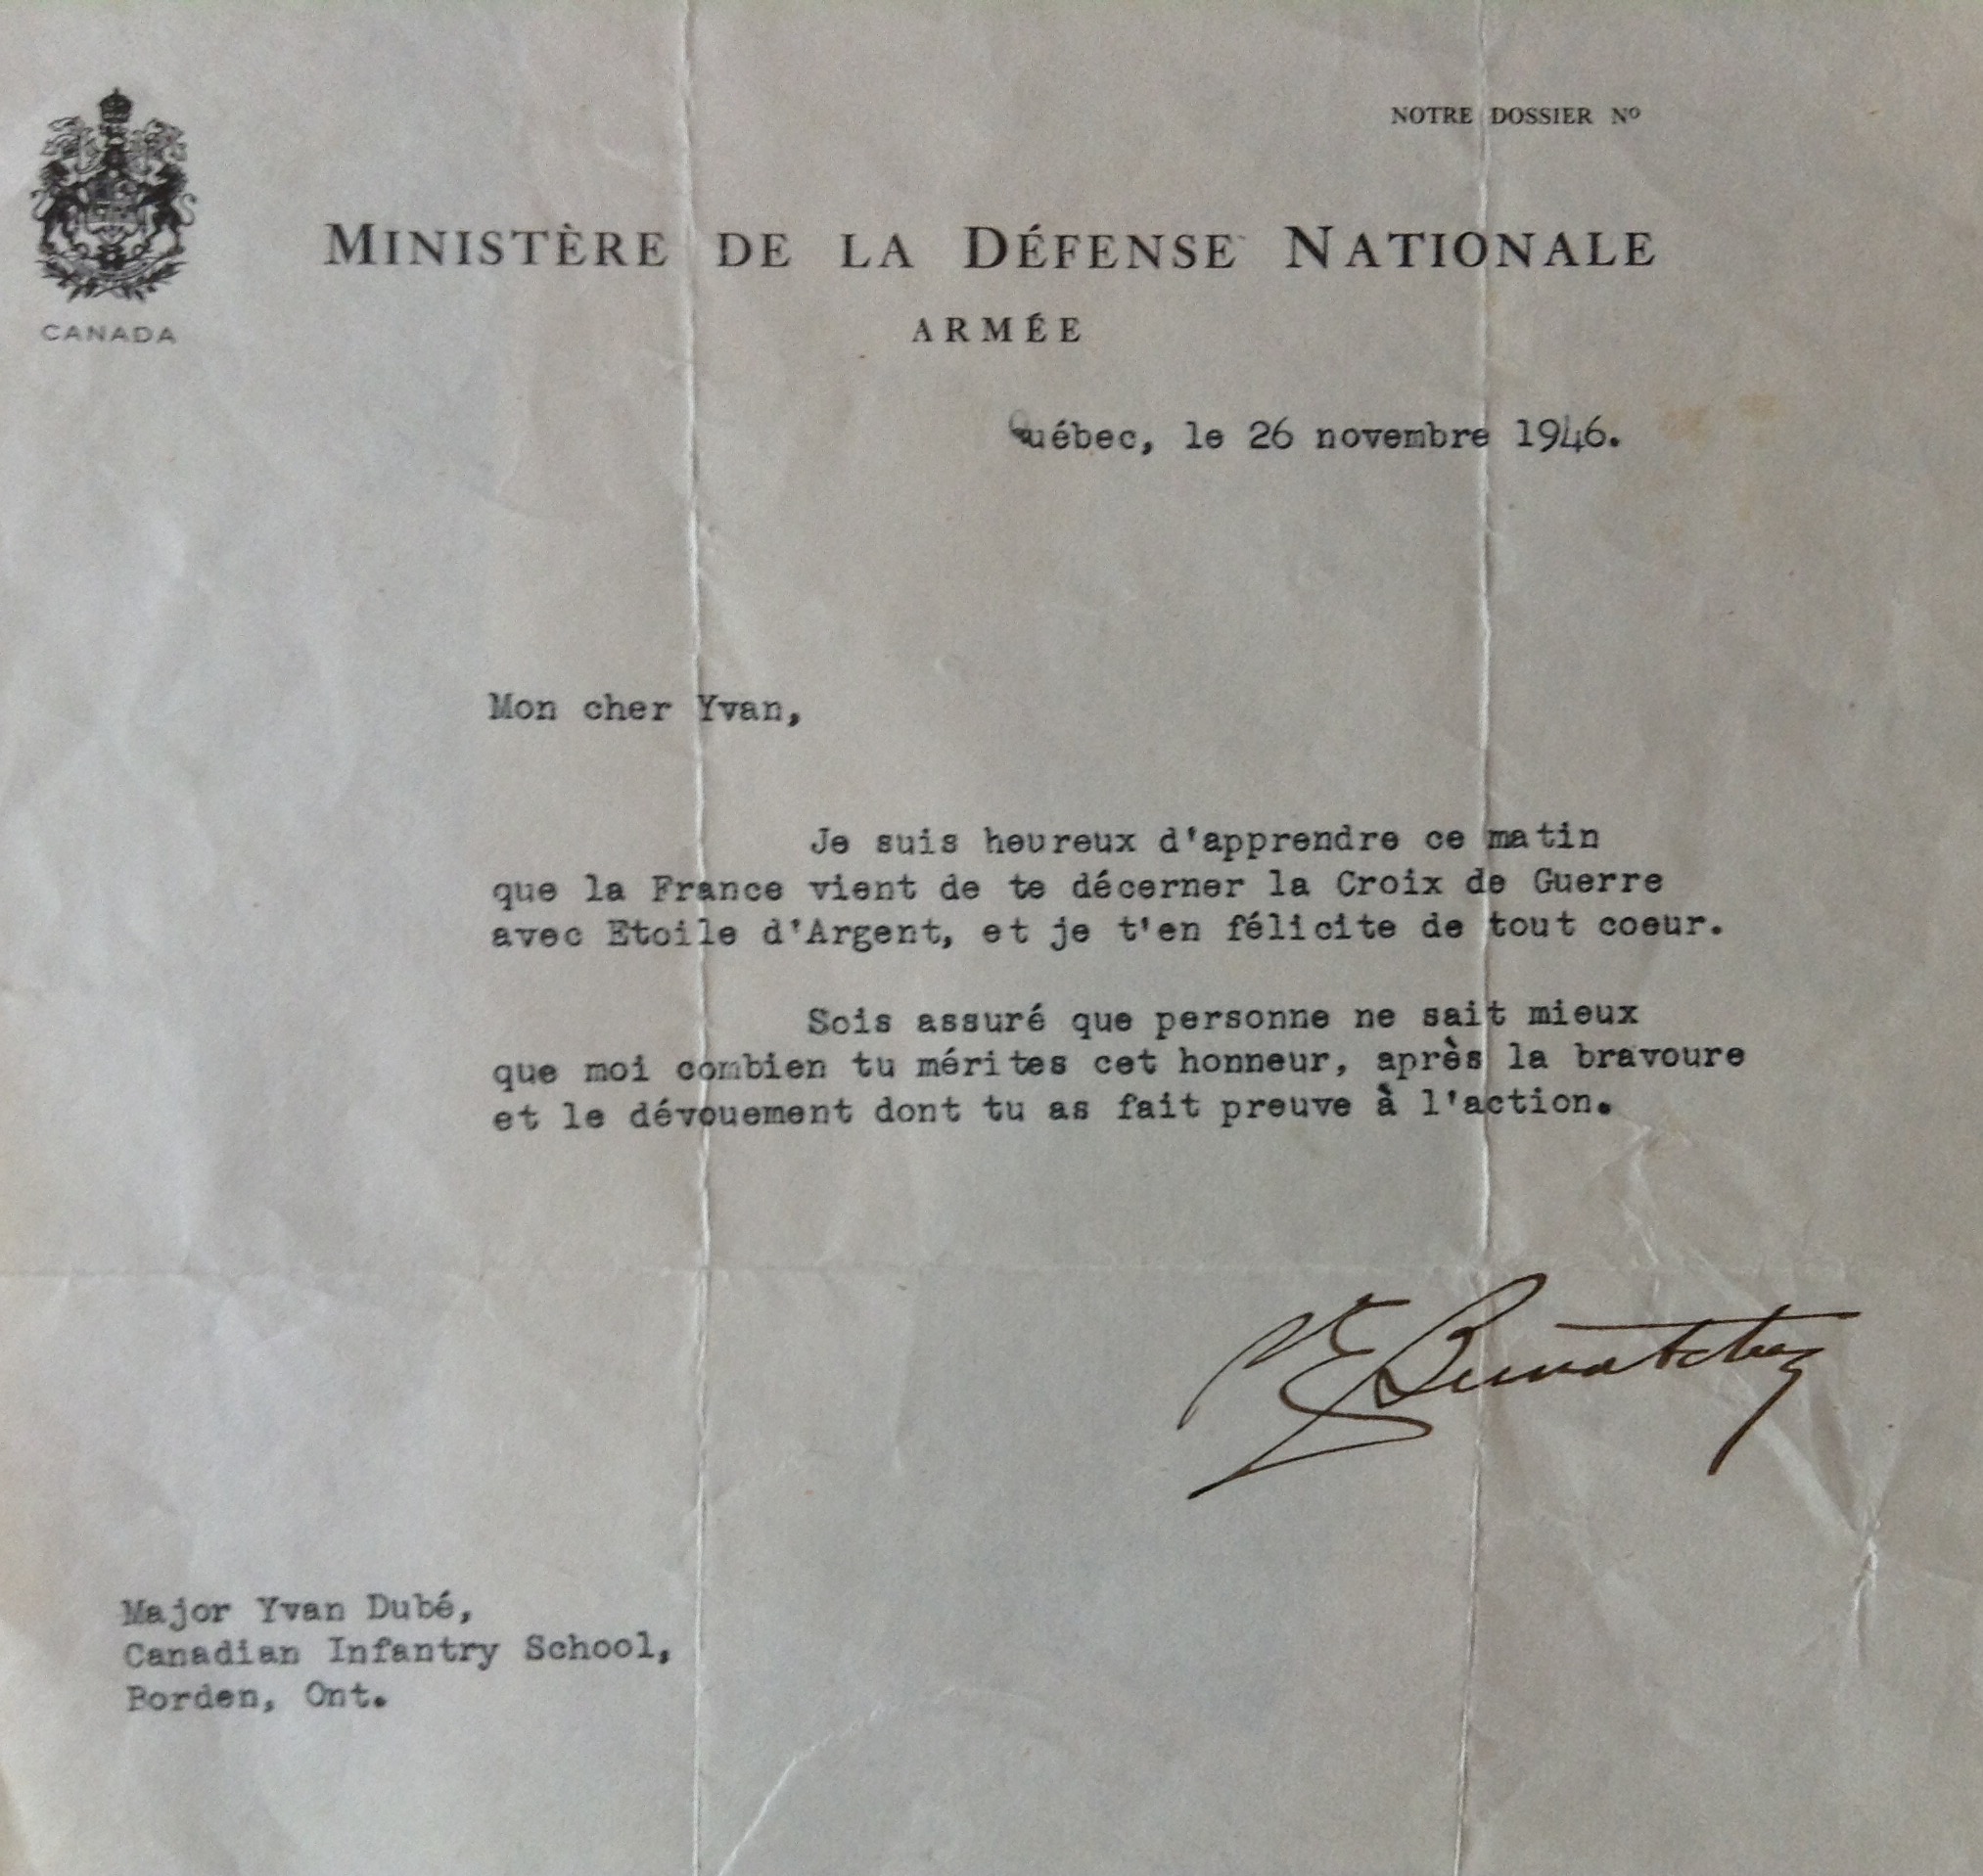 NOTRE DOSSIER Nº
MINISTÈRE DE LA DÉFENSE NATIONALE
ARMÉE
CANADA
Québec, le 26 novembre 1946.
Mon cher Yvan,
Je suis heureux d'apprendre ce matin
que la France vient de te décerner la Croix de Guerre
avec Etoile d'Argent, et je t'en félicite de tout coeur.
Sois assuré que personne ne sait mieux
que moi combien tu mérites cet honneur, après la bravoure
et le dévouement dont tu as fait preuve à l'action.
Major Yvan Dubé,
Canadian Infantry School,
Borden, Ont.